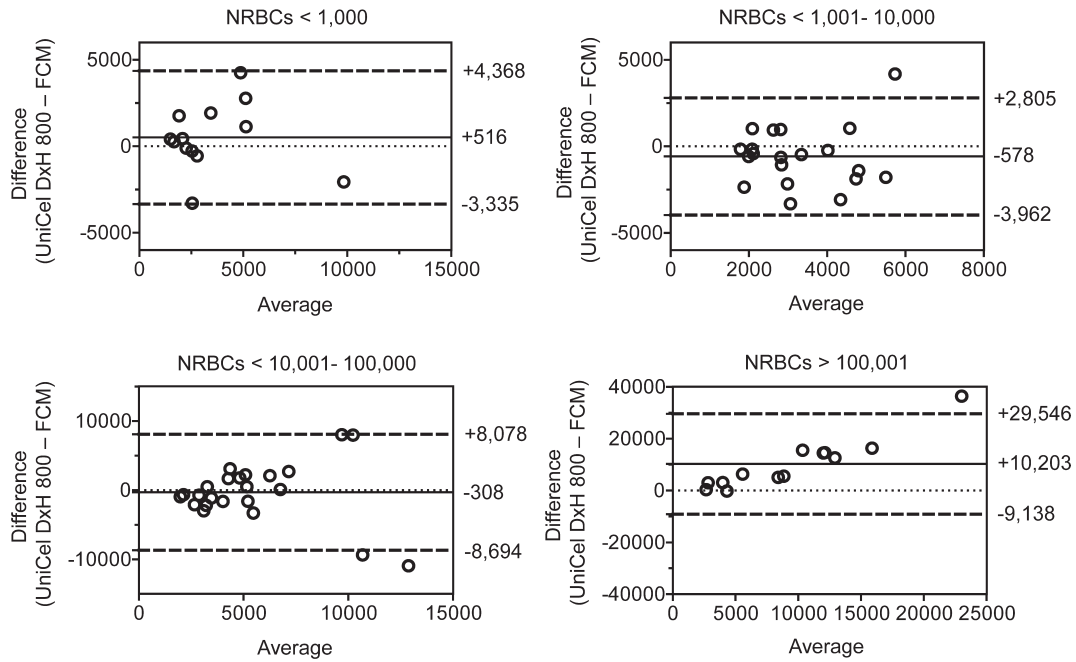 NRBCs < 1,000
Difference
(UniCel DxH 800 – FCM)
5000
0
-5000
+4,368
+516
-3,335
0 5000 10000 15000
Average
NRBCs < 1,001- 10,000
Difference
(UniCel DxH 800 – FCM)
5000
0
-5000
+2,805
-578
-3,962
0 2000 4000 6000 8000
Average
NRBCs < 10,001- 100,000
Difference
(UniCel DxH 800 – FCM)
10000
0
-10000
+8,078
-308
-8,694
0 5000 10000 15000
Average
NRBCs > 100,001
Difference
(UniCel DxH 800 – FCM)
40000
20000
0
-20000
-40000
+29,546
+10,203
-9,138
0 5000 10000 15000 20000 25000
Average